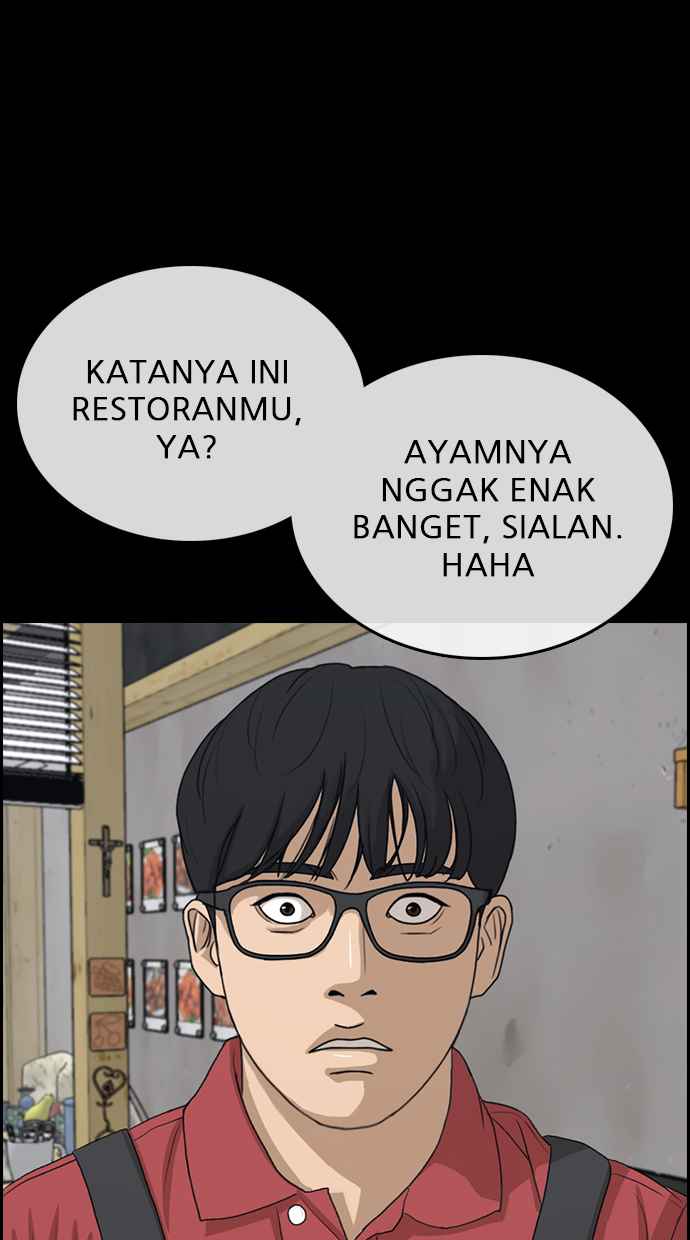 KATANYA INI
RESTORANMU,
YA?
AYAMNYA
NGGAK ENAK
BANGET, SIALAN.
HAHA